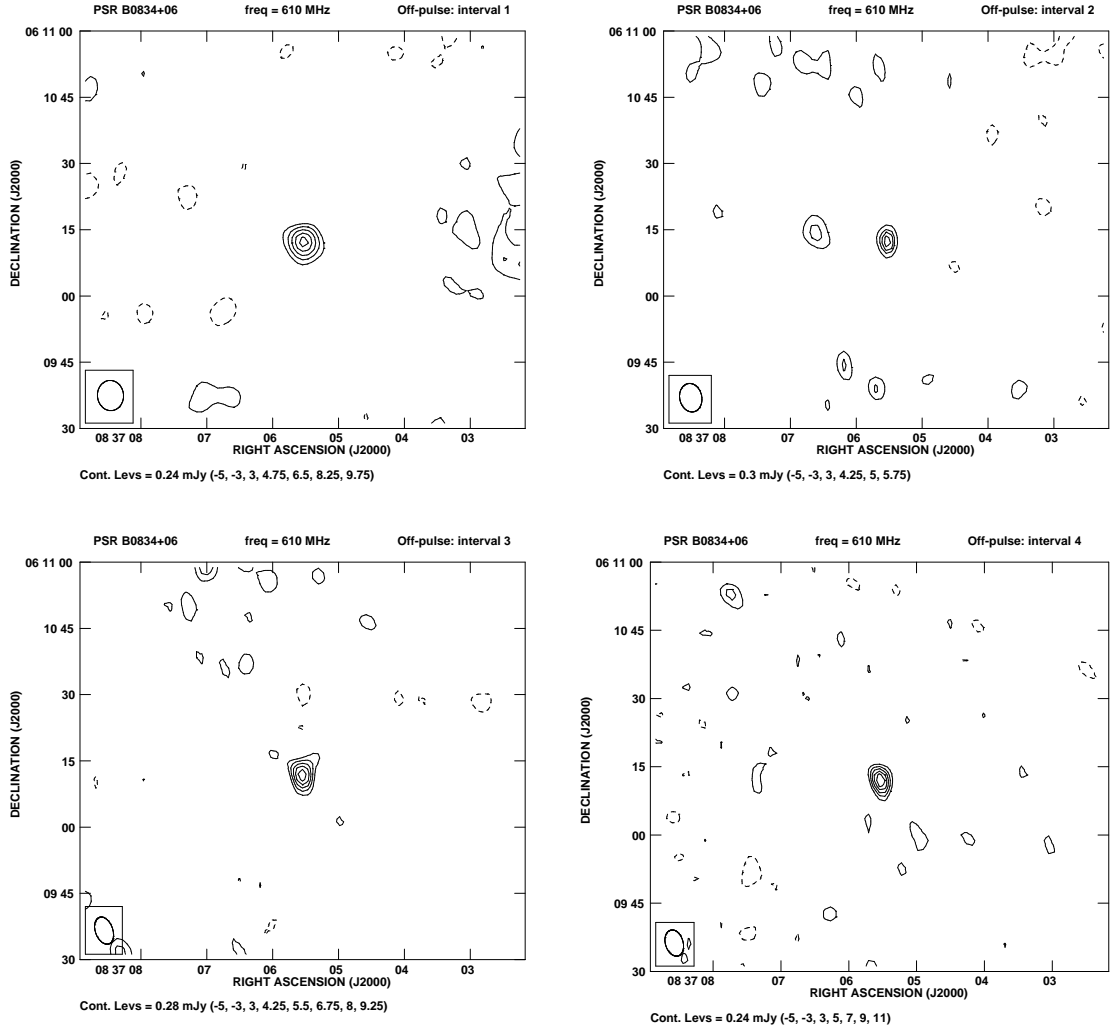 PSR B0834+06 freq = 610 MHz Off-pulse: interval 1
06 11 00
10 45
30
15
00
09 45
30
DECLINATION (J2000)
08 37 08 07 06 05 04 03
RIGHT ASCENSION (J2000)
Cont. Levs = 0.24 mJy (-5, -3, 3, 4.75, 6.5, 8.25, 9.75)
PSR B0834+06 freq = 610 MHz Off-pulse: interval 2
06 11 00
10 45
30
15
00
09 45
30
DECLINATION (J2000)
08 37 08 07 06 05 04 03
RIGHT ASCENSION (J2000)
Cont. Levs = 0.3 mJy (-5, -3, 3, 4.25, 5, 5.75)
PSR B0834+06 freq = 610 MHz Off-pulse: interval 3
06 11 00
10 45
30
15
00
09 45
30
DECLINATION (J2000)
08 37 08 07 06 05 04 03
RIGHT ASCENSION (J2000)
Cont. Levs = 0.28 mJy (-5, -3, 3, 4.25, 5.5, 6.75, 8, 9.25)
PSR B0834+06 freq = 610 MHz Off-pulse: interval 4
06 11 00
10 45
30
15
00
09 45
30
DECLINATION (J2000)
08 37 08 07 06 05 04 03
RIGHT ASCENSION (J2000)
Cont. Levs = 0.24 mJy (-5, -3, 3, 5, 7, 9, 11)